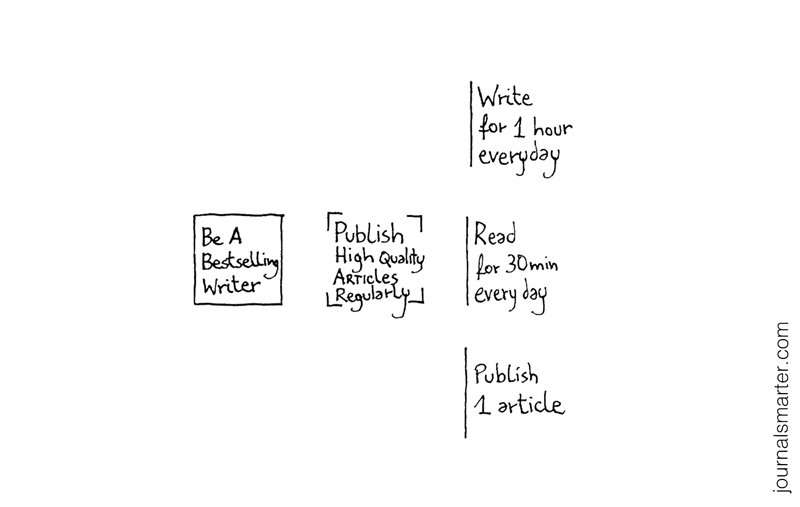 Be A
Bestselling
Writer
Publish
High Quality
Articles
Regularly
Write
for 1 hour
everyday
Read
for 30min
every day
Publish
1 article
journalsmarter.com